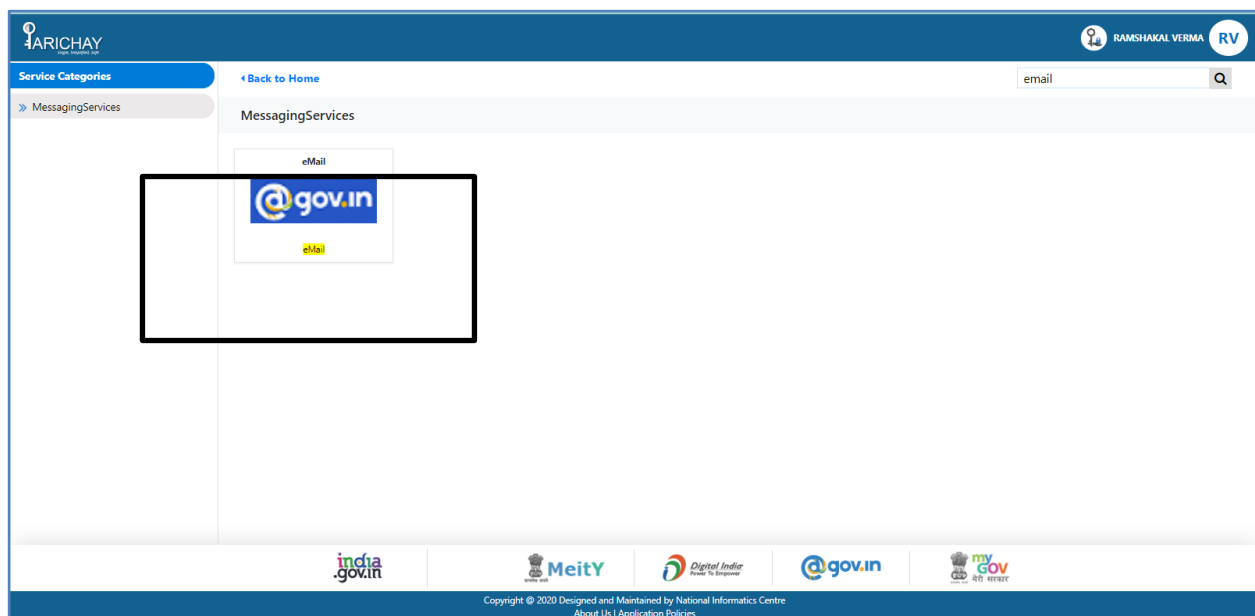 PARICHAY
RAMSHAKAL VERMA
RV
Service Categories
Back to Home
email
MessagingServices
MessagingServices
eMail
@gov.in
eMail
india
.gov.in
MeitY
Digital India
Power To Empower
@gov.in
my
GOV
मेरी सरकार
Copyright @ 2020 Designed and Maintained by National Informatics Centre
About Us | Application Policies